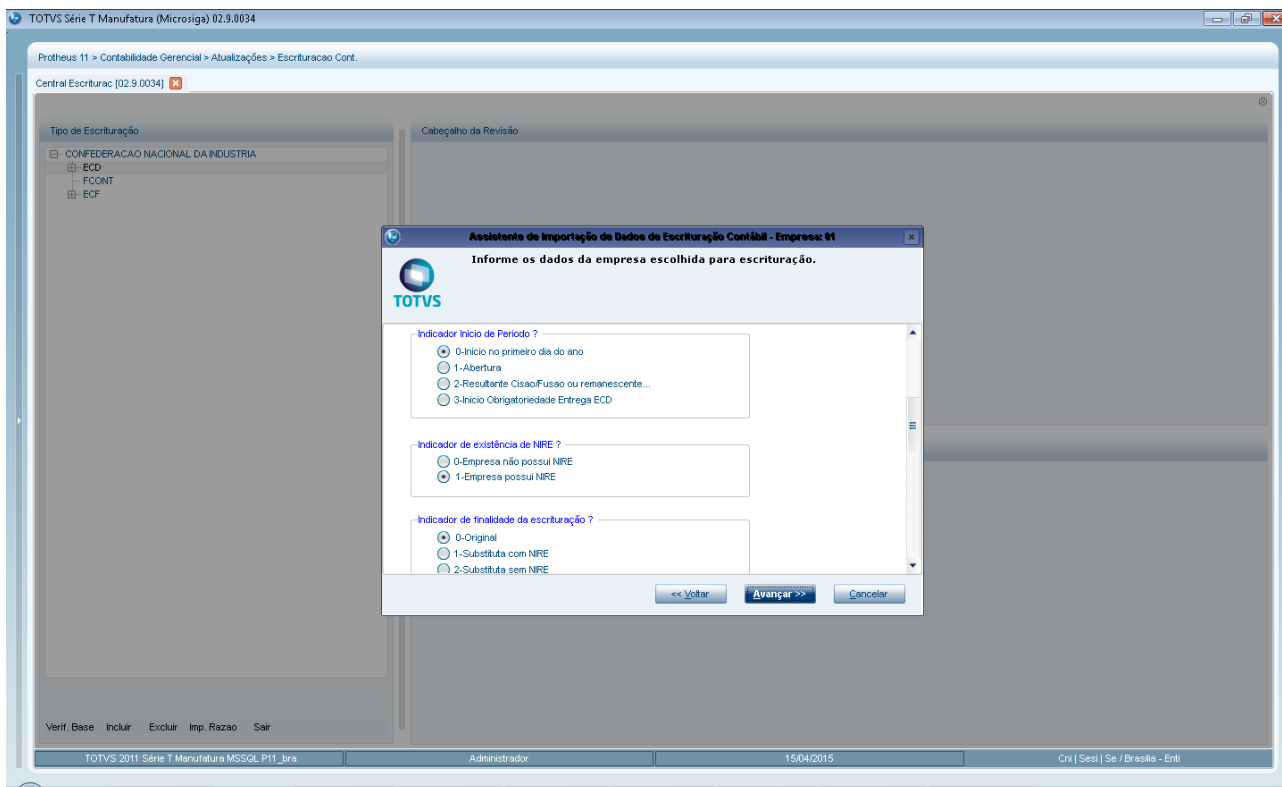 TOTVS Série T Manufatura (Microsiga) 02.9.0034
Protheus 11 > Contabilidade Gerencial > Atualizações > Escrituracao Cont.
Central Escriturac [02.9.0034]
Tipo de Escrituração
Cabeçalho da Revisão
CONFEDERACAO NACIONAL DA INDUSTRIA
ECD
FCONT
ECF
Assistente de Importação de Dados de Escrituração Contábil - Empresa: 01
Informe os dados da empresa escolhida para escrituração.
TOTVS
Indicador Inicio de Periodo ?
0-Inicio no primeiro dia do ano
1-Abertura
2-Resultante Cisao/Fusao ou remanescente...
3-Inicio Obrigatoriedade Entrega ECD
Indicador de existência de NIRE ?
0-Empresa não possui NIRE
1-Empresa possui NIRE
Indicador de finalidade da escrituração ?
0-Original
1-Substituta com NIRE
2-Substituta sem NIRE
<< Voltar Avançar >> Cancelar
Verif. Base Incluir Excluir Imp. Razao Sair
TOTVS 2011 Série T Manufatura MSSQL P11_bra Administrador 15/04/2015 Cni | Sesi | Se / Brasilia - Enti